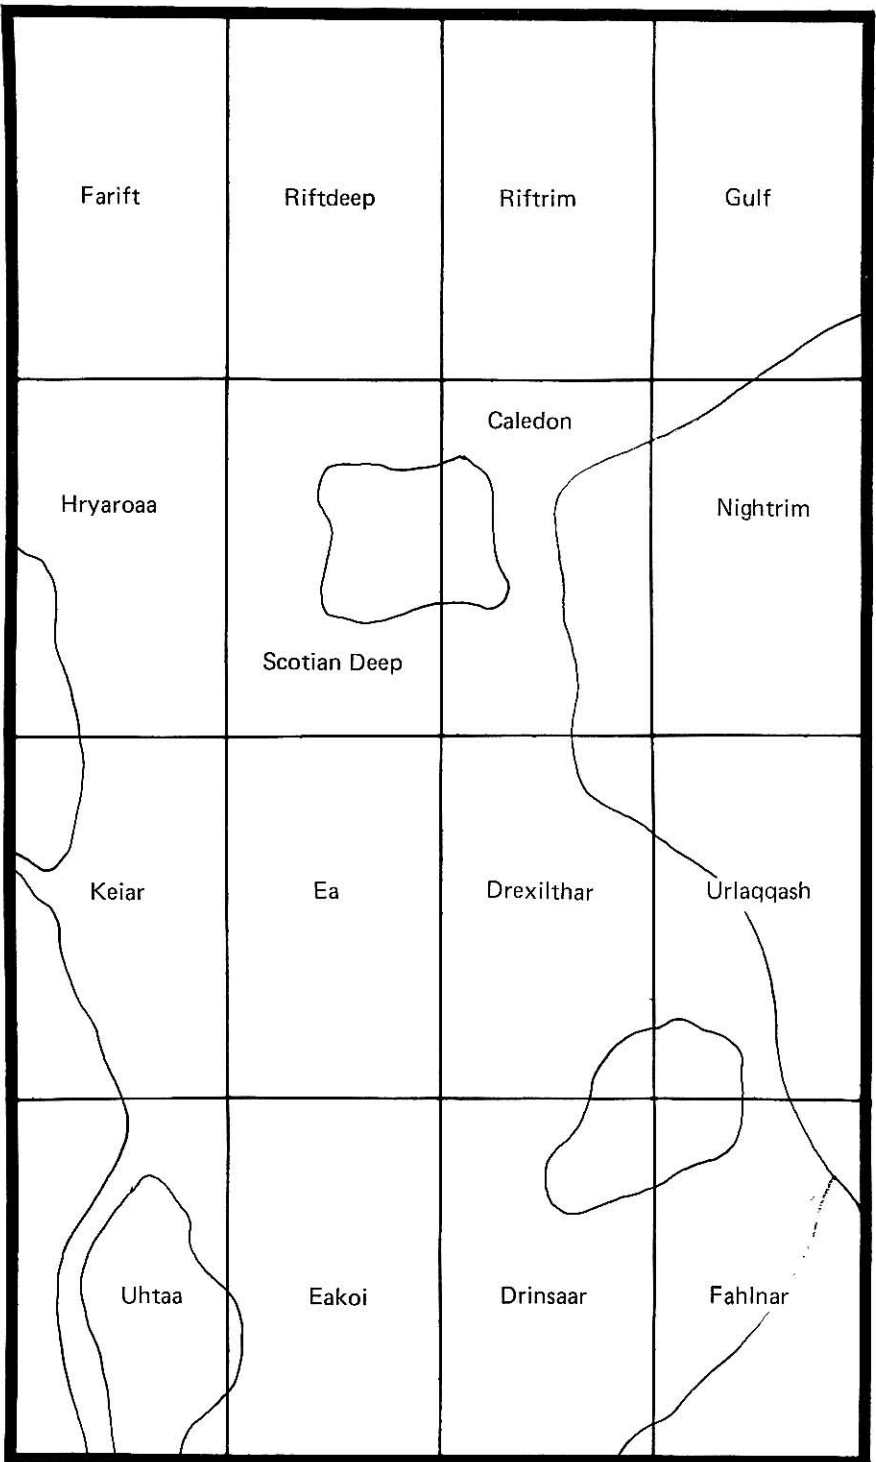 Farift
Riftdeep
Riftrim
Gulf
Caledon
Hryaroaa
Nightrim
Scotian Deep
Keiar
Ea
Drexilthar
Urlaqqash
Uhtaa
Eakoi
Drinsaar
Fahlnar